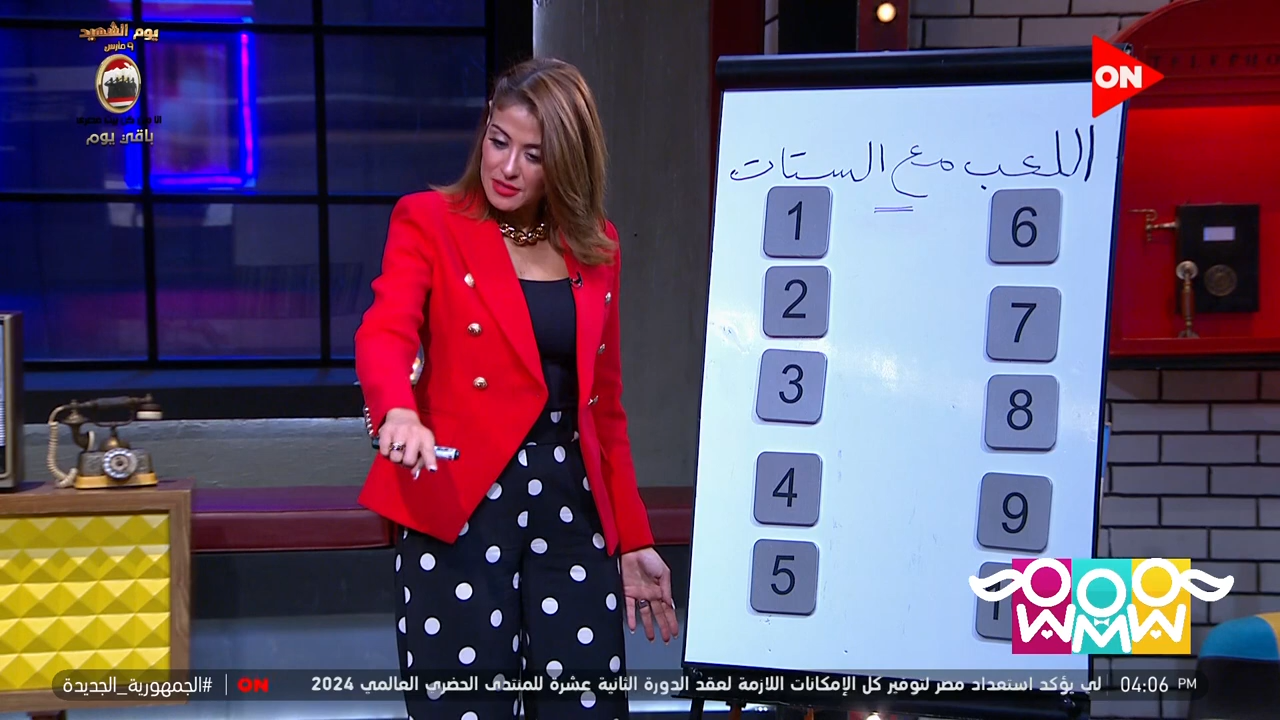 يوم الشهيد
٩ مارس
باقي يوم
ON
اللعب مع الستات
1
2
3
4
5
6
7
8
9
#الجمهورية_الجديدة | ON لي يؤكد استعداد مصر لتوفير كل الإمكانات اللازمة لعقد الدورة الثانية عشرة للمنتدى الحضري العالمي 2024 | 04:06 PM